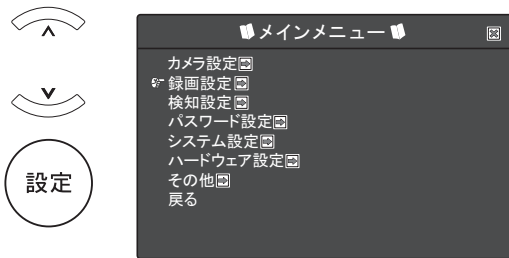 メインメニュー
カメラ設定
録画設定
検知設定
パスワード設定
システム設定
ハードウェア設定
その他
戻る
設定